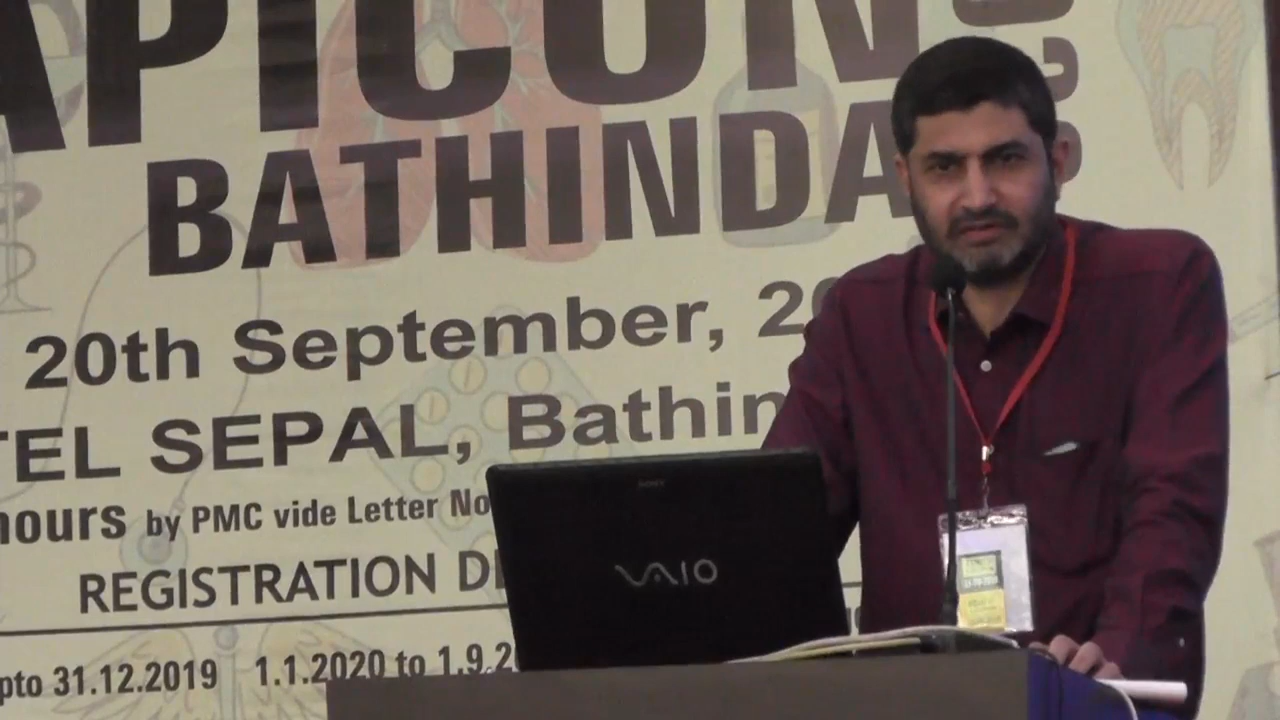 APICON
BATHINDA
20th September, 20
TEL SEPAL, Bathin
hours by PMC vide Letter No
REGISTRATION D
pto 31.12.2019 1.1.2020 to 1.9.2
SONY
VAIO